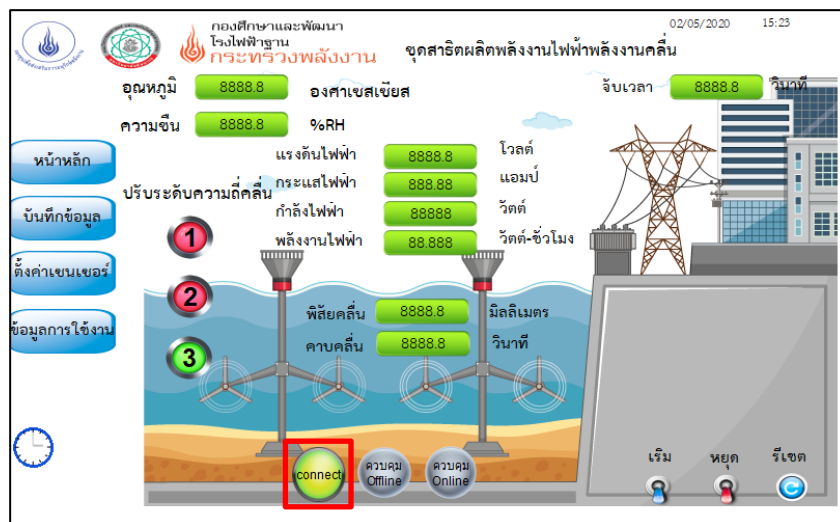 กองศึกษาและพัฒนา
โรงไฟฟ้าฐาน
กระทรวงพลังงาน
ชุดสาธิตผลิตพลังงานไฟฟ้าพลังงานคลื่น
02/05/2020 15:23
อุณหภูมิ 8888.8 องศาเซสเซียส
จับเวลา 8888.8 วินาที
ความชืน 8888.8 %RH
แรงดันไฟฟ้า 8888.8 โวลต์
กระแสไฟฟ้า 888.88 แอมป์
กำลังไฟฟ้า 88888 วัตต์
พลังงานไฟฟ้า 88.888 วัตต์-ชั่วโมง
หน้าหลัก
บันทึกข้อมูล
ตั้งค่าเซนเซอร์
ข้อมูลการใช้งาน
ปรับระดับความถี่คลื่น
1
2
3
พิสัยคลื่น 8888.8 มิลลิเมตร
คาบคลื่น 8888.8 วินาที
connect
ควบคุม
Offline
ควบคุม
Online
เริ่ม
หยุด
รีเซต